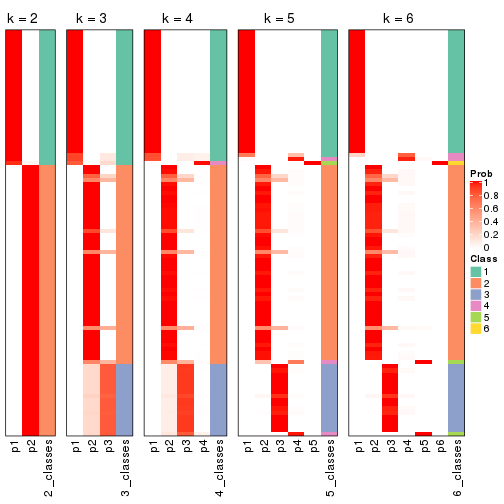 k = 2
k = 3
k = 4
k = 5
k = 6
Prob
1
0.8
0.6
0.4
0.2
0
Class
1
2
3
4
5
6
p1
p2
2_classes
p1
p2
p3
3_classes
p1
p2
p3
p4
4_classes
p1
p2
p3
p4
p5
5_classes
p1
p2
p3
p4
p5
p6
6_classes